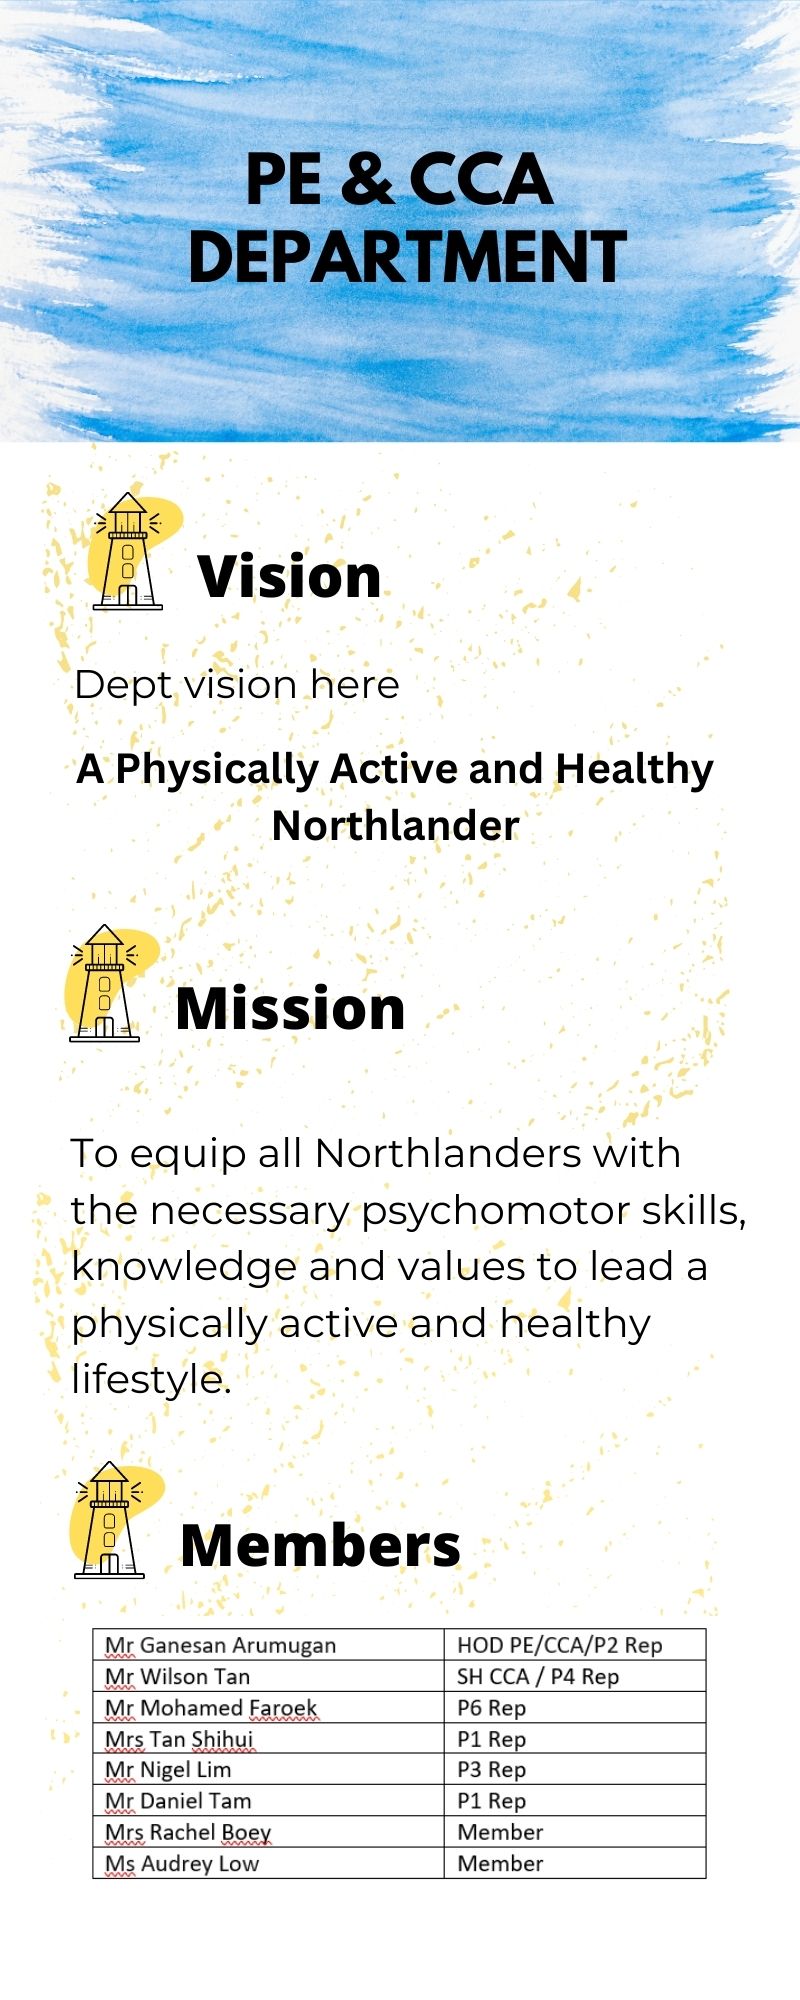 PE & CCA
DEPARTMENT
Vision
Dept vision here
A Physically Active and Healthy
Northlander
Mission
To equip all Northlanders with
the necessary psychomotor skills,
knowledge and values to lead a
physically active and healthy
lifestyle.
Members
Mr Ganesan Arumugan HOD PE/CCA/P2 Rep
Mr Wilson Tan SH CCA / P4 Rep
Mr Mohamed Faroek P6 Rep
Mrs Tan Shihui P1 Rep
Mr Nigel Lim P3 Rep
Mr Daniel Tam P1 Rep
Mrs Rachel Boey Member
Ms Audrey Low Member